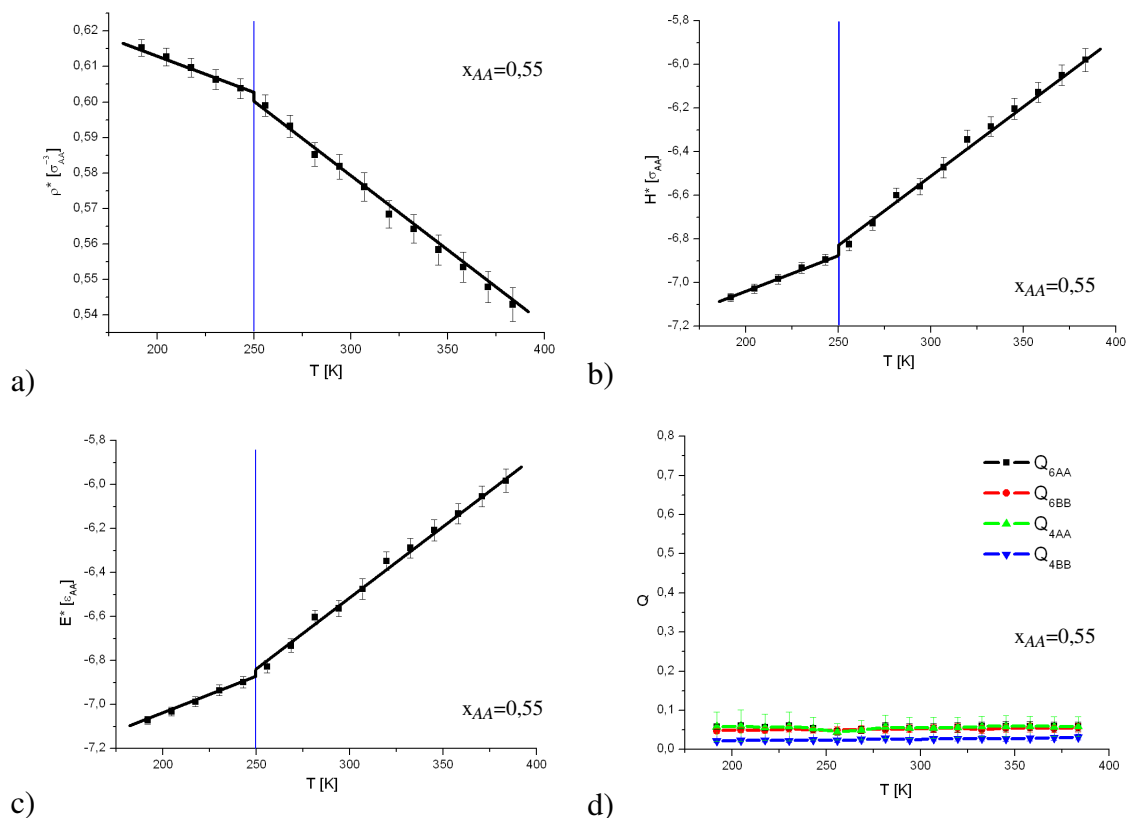 0,62
0,61
0,60
0,59
0,58
0,57
0,56
0,55
0,54
ρ* [σ⁻³AA]
x_AA=0,55
200 250 300 350 400
T [K]
a)
-5,8
-6,0
-6,2
-6,4
-6,6
-6,8
-7,0
-7,2
H* [σ_AA]
x_AA=0,55
200 250 300 350 400
T [K]
b)
-5,8
-6,0
-6,2
-6,4
-6,6
-6,8
-7,0
-7,2
E* [ε_AA]
x_AA=0,55
200 250 300 350 400
T [K]
c)
0,8
0,7
0,6
0,5
0,4
0,3
0,2
0,1
0,0
Q
Q_6AA
Q_6BB
Q_4AA
Q_4BB
x_AA=0,55
200 250 300 350 400
T [K]
d)